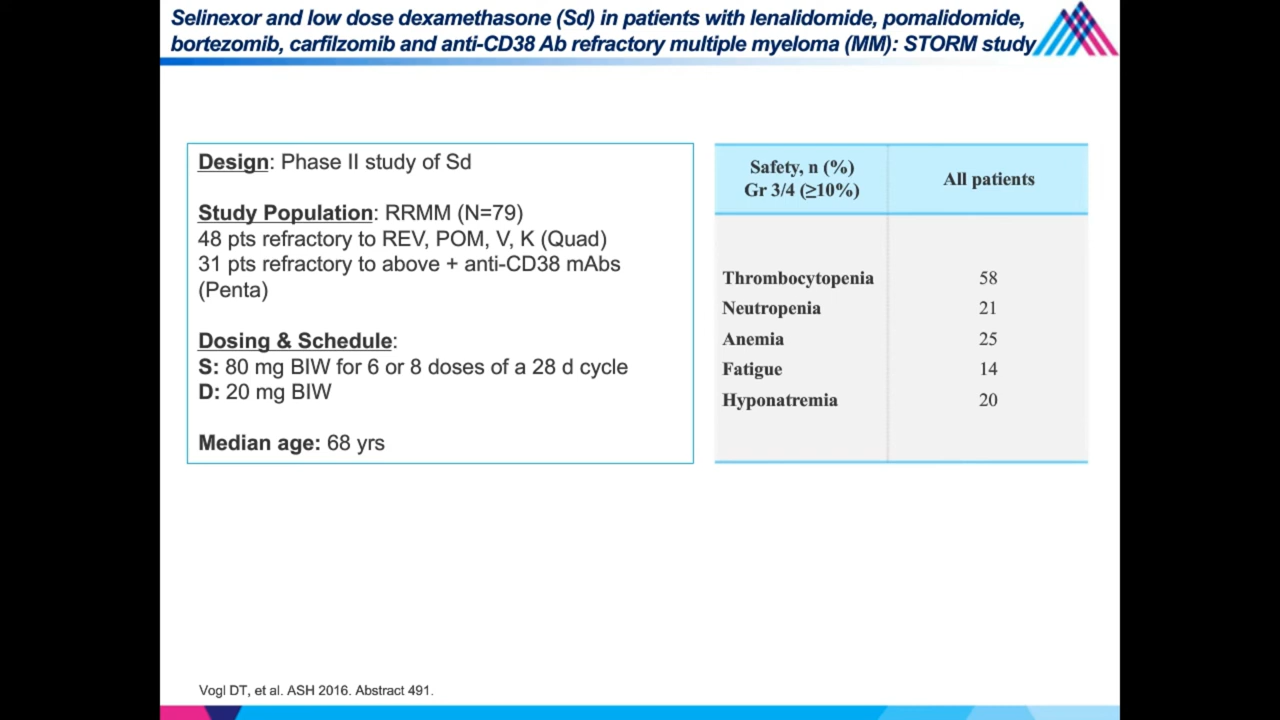 Selinexor and low dose dexamethasone (Sd) in patients with lenalidomide, pomalidomide,
bortezomib, carfilzomib and anti-CD38 Ab refractory multiple myeloma (MM): STORM study
Design: Phase II study of Sd
Study Population: RRMM (N=79)
48 pts refractory to REV, POM, V, K (Quad)
31 pts refractory to above + anti-CD38 mAbs
(Penta)
Dosing & Schedule:
S: 80 mg BIW for 6 or 8 doses of a 28 d cycle
D: 20 mg BIW
Median age: 68 yrs
Safety, n (%)
Gr 3/4 (≥10%)
All patients
Thrombocytopenia 58
Neutropenia 21
Anemia 25
Fatigue 14
Hyponatremia 20
Vogl DT, et al. ASH 2016. Abstract 491.